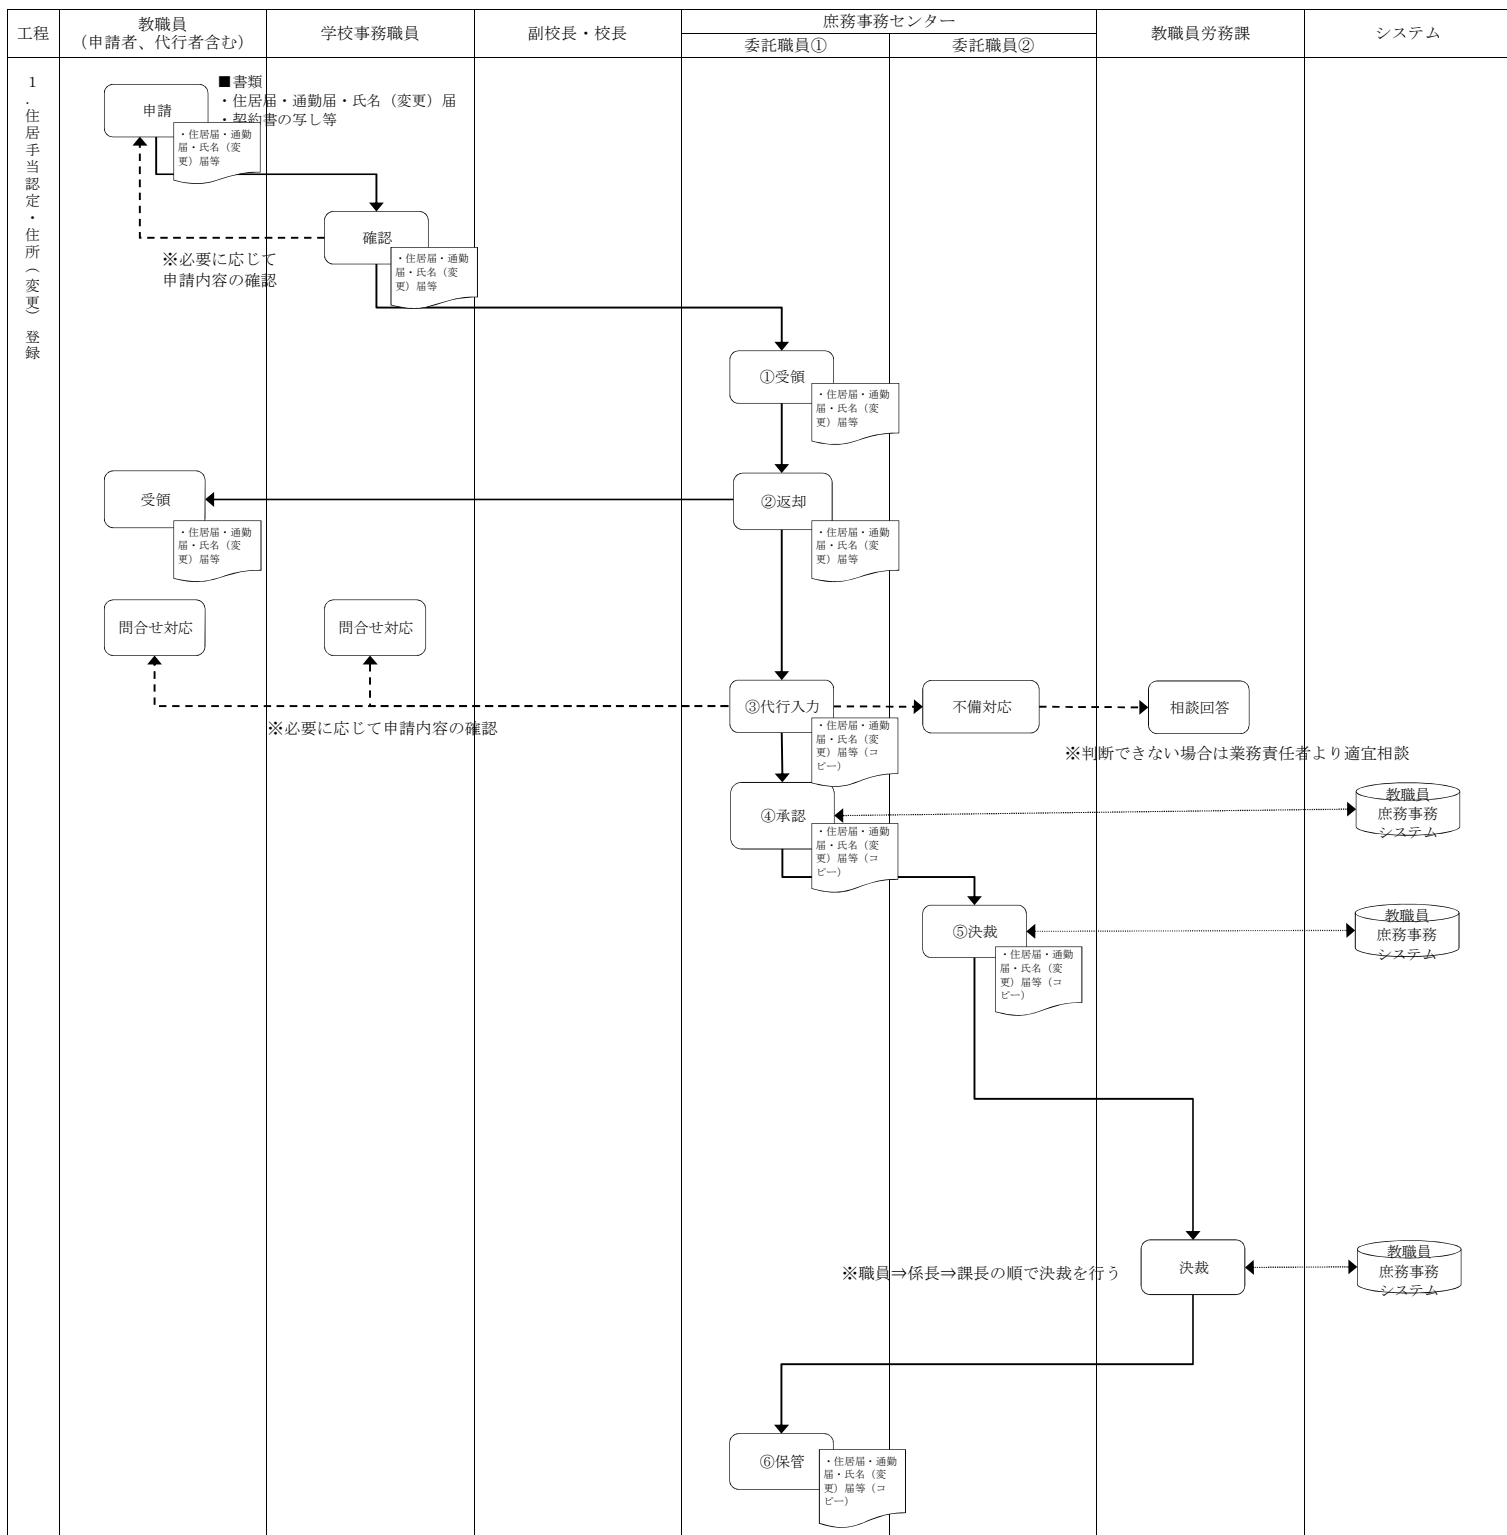 工程
教職員
（申請者、代行者含む）
学校事務職員
副校長・校長
庶務事務センター
委託職員①
委託職員②
教職員労務課
システム
１．住居手当認定・住所（変更）登録
申請
■書類
・住居届・通勤届・氏名（変更）届
・契約書の写し等
・住居届・通勤
届・氏名（変
更）届等
確認
・住居届・通勤
届・氏名（変
更）届等
※必要に応じて
申請内容の確認
①受領
・住居届・通勤
届・氏名（変
更）届等
受領
・住居届・通勤
届・氏名（変
更）届等
②返却
・住居届・通勤
届・氏名（変
更）届等
問合せ対応
問合せ対応
③代行入力
・住居届・通勤
届・氏名（変
更）届等（コ
ピー）
不備対応
相談回答
※必要に応じて申請内容の確認
※判断できない場合は業務責任者より適宜相談
④承認
・住居届・通勤
届・氏名（変
更）届等（コ
ピー）
教職員
庶務事務
システム
⑤決裁
・住居届・通勤
届・氏名（変
更）届等（コ
ピー）
教職員
庶務事務
システム
※職員⇒係長⇒課長の順で決裁を行う
決裁
教職員
庶務事務
システム
⑥保管
・住居届・通勤
届・氏名（変
更）届等（コ
ピー）